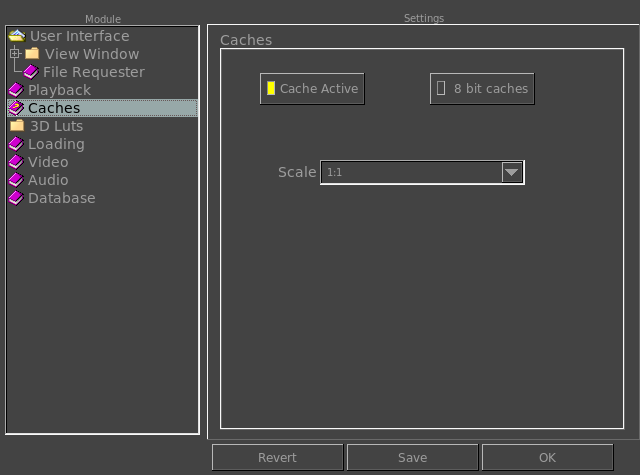 Module
User Interface
View Window
File Requester
Playback
Caches
3D Luts
Loading
Video
Audio
Database
Settings
Caches
Cache Active
8 bit caches
Scale 1:1
Revert Save OK